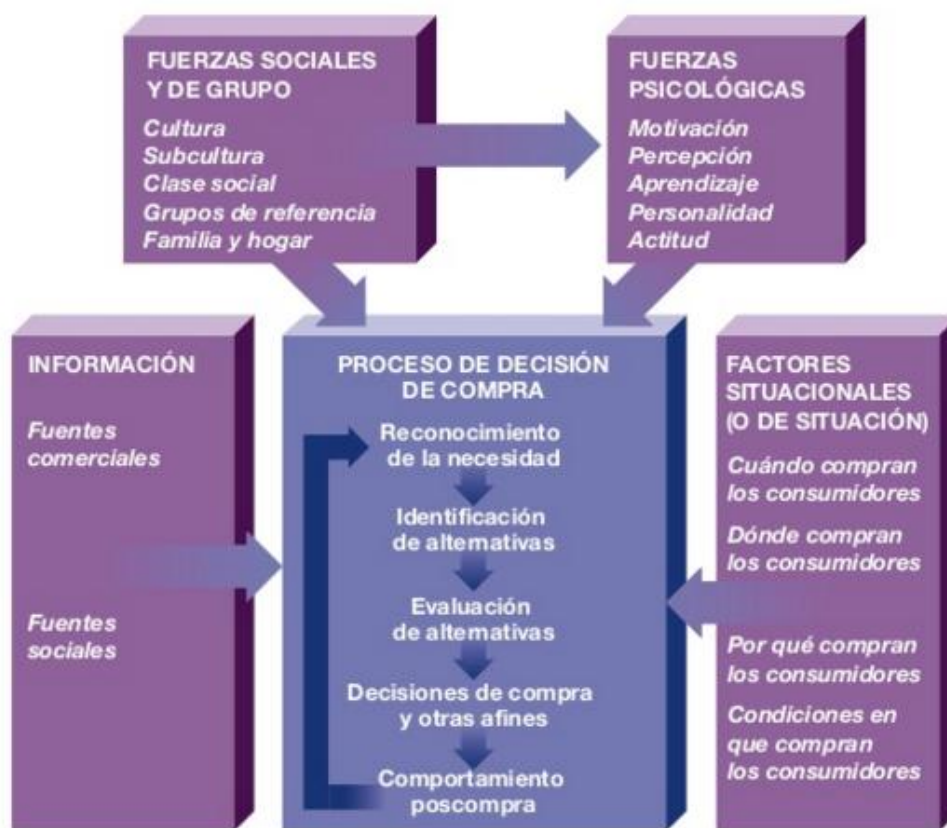 FUERZAS SOCIALES
Y DE GRUPO
Cultura
Subcultura
Clase social
Grupos de referencia
Familia y hogar
FUERZAS
PSICOLÓGICAS
Motivación
Percepción
Aprendizaje
Personalidad
Actitud
INFORMACIÓN
Fuentes
comerciales
Fuentes
sociales
PROCESO DE DECISIÓN
DE COMPRA
Reconocimiento
de la necesidad
Identificación
de alternativas
Evaluación
de alternativas
Decisiones de compra
y otras afines
Comportamiento
poscompra
FACTORES
SITUACIONALES
(O DE SITUACIÓN)
Cuándo compran
los consumidores
Dónde compran
los consumidores
Por qué compran
los consumidores
Condiciones en
que compran
los consumidores